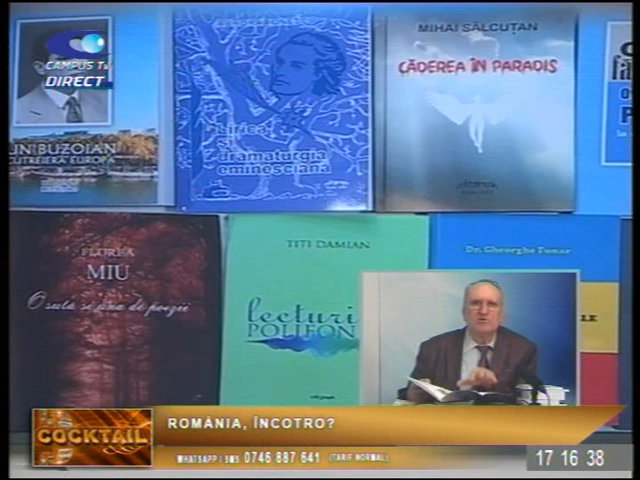 CAMPUS TV
DIRECT
IN BUZOIAN
CUTREIERĂ EUROPA
Lirica
și
dramaturgia
eminesciană
MIHAI SĂLCUȚAN
CĂDEREA ÎN PARADIS
FLOREA
MIU
O sută și una de poezii
TITI DAMIAN
lecturi
POLIFON
Dr. Gheorghe Funar
LE
COCKTAIL
ROMÂNIA, ÎNCOTRO?
WHATSAPP / SMS 0746 887 641 (TARIF NORMAL)
17 16 38